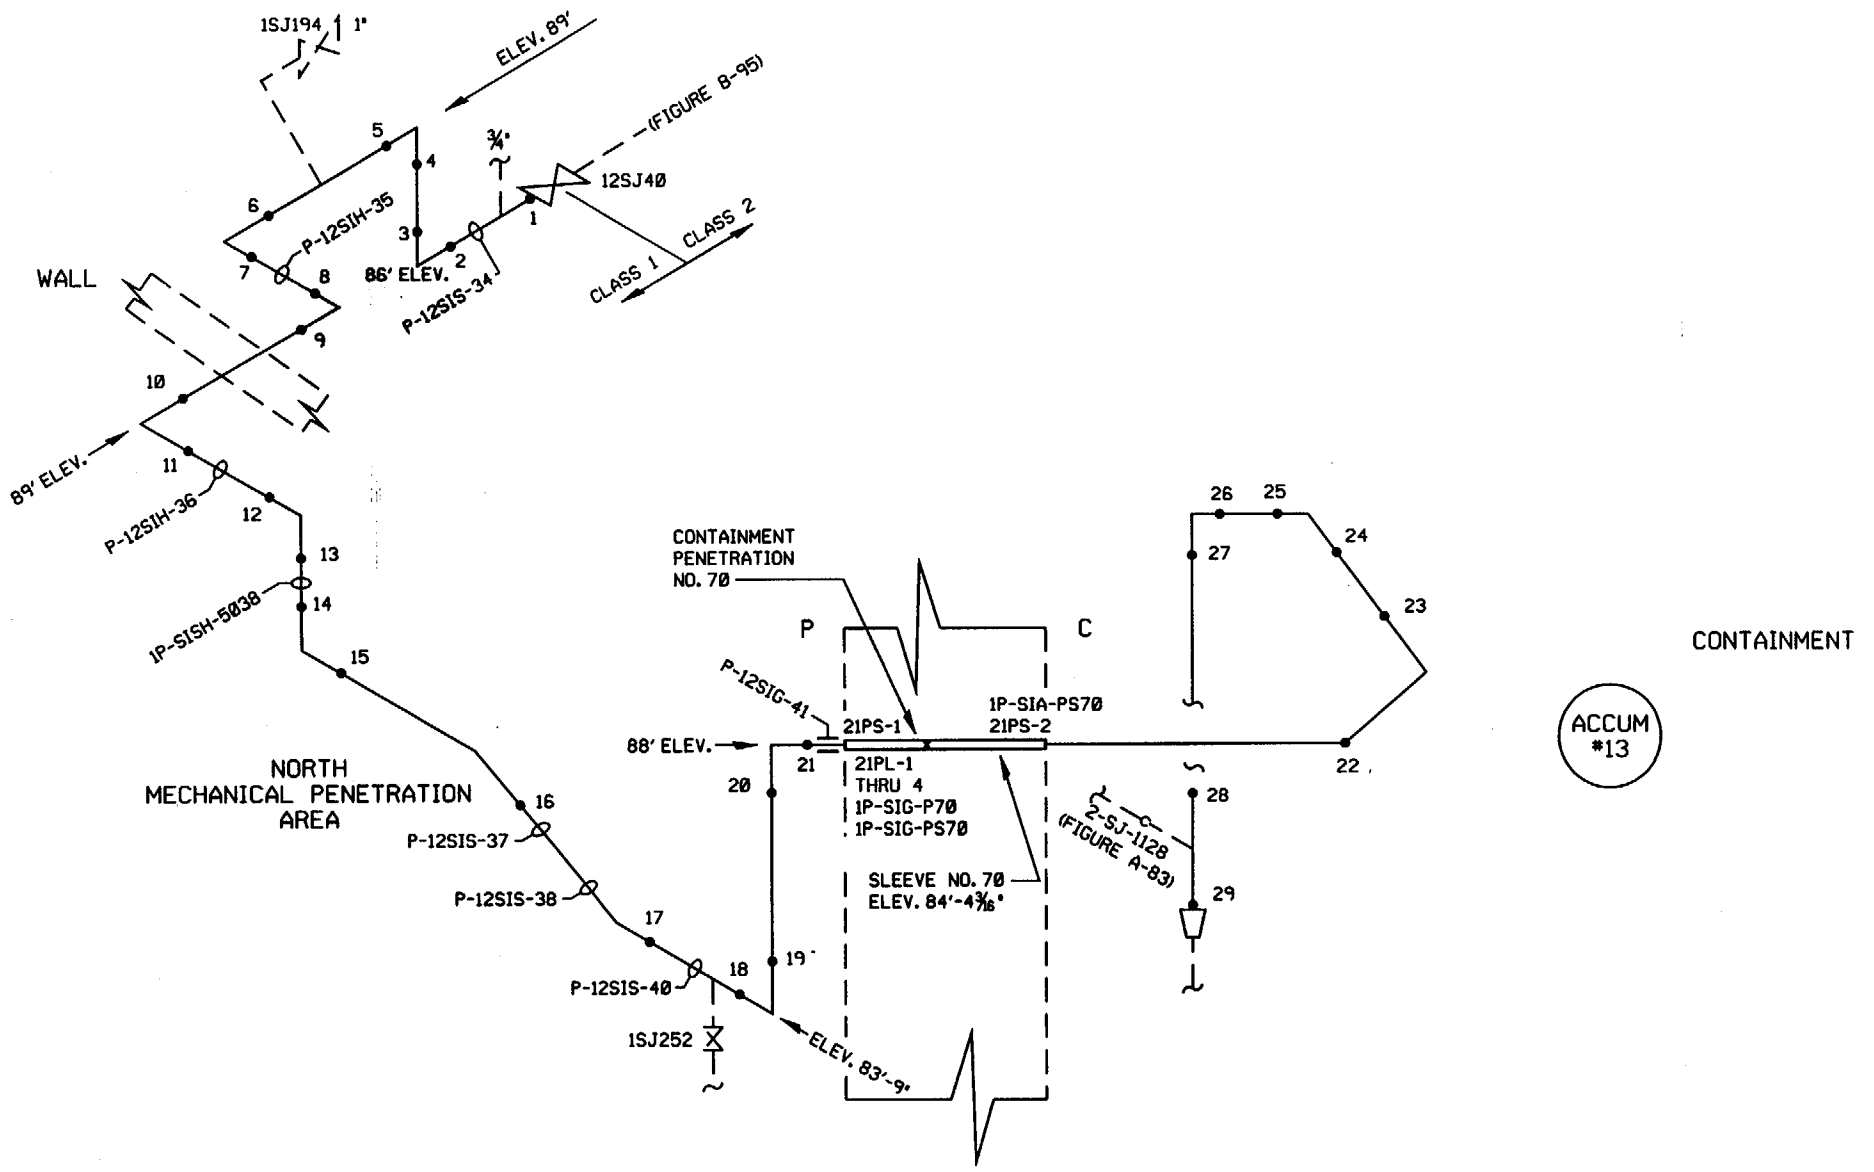 1SJ194
1"
ELEV. 89'
(FIGURE B-95)
3/4"
5
4
12SJ40
6
P-12SIH-35
1
3
2
CLASS 2
WALL
7
8
86' ELEV.
P-12SIS-34
CLASS 1
9
10
89' ELEV.
11
P-12SIH-36
12
13
1P-SISH-5038
14
15
CONTAINMENT
PENETRATION
NO. 70
26
25
27
24
23
P
C
CONTAINMENT
P-12SIG-41
21PS-1
1P-SIA-PS70
21PS-2
ACCUM
#13
88' ELEV.
21
22
NORTH
MECHANICAL PENETRATION
AREA
20
21PL-1
THRU 4
1P-SIG-P70
1P-SIG-PS70
28
2-SJ-1128
(FIGURE A-83)
16
P-12SIS-37
P-12SIS-38
SLEEVE NO. 70
ELEV. 84'-4 3/16"
29
17
19
18
P-12SIS-40
1SJ252
ELEV. 83'-9"